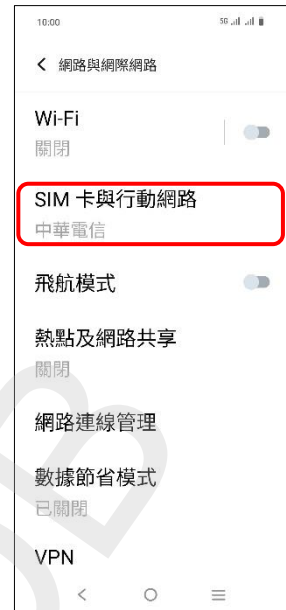 10:00 5G
網路與網際網路
Wi-Fi
關閉
SIM 卡與行動網路
中華電信
飛航模式
熱點及網路共享
關閉
網路連線管理
數據節省模式
已關閉
VPN